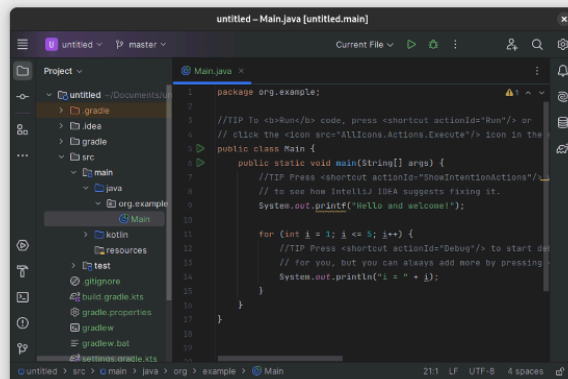 untitled – Main.java [untitled.main]
U untitled master Current File
Project
Main.java
untitled ~/Documents/un
.gradle
.idea
gradle
src
main
java
org.example
Main
kotlin
resources
test
.gitignore
build.gradle.kts
gradle.properties
gradlew
gradlew.bat
settings.gradle.kts
1 package org.example;
2
3 //TIP To <b>Run</b> code, press <shortcut actionId="Run"/> or
4 // click the <icon src="AllIcons.Actions.Execute"/> icon in the
5 public class Main {
6 public static void main(String[] args) {
7 //TIP Press <shortcut actionId="ShowIntentionActions"/>
8 // to see how IntelliJ IDEA suggests fixing it.
9 System.out.printf("Hello and welcome!");
10
11 for (int i = 1; i <= 5; i++) {
12 //TIP Press <shortcut actionId="Debug"/> to start de
13 // for you, but you can always add more by pressing
14 System.out.println("i = " + i);
15 }
16 }
17 }
18
1
untitled > src > main > java > org > example > Main 21:1 LF UTF-8 4 spaces